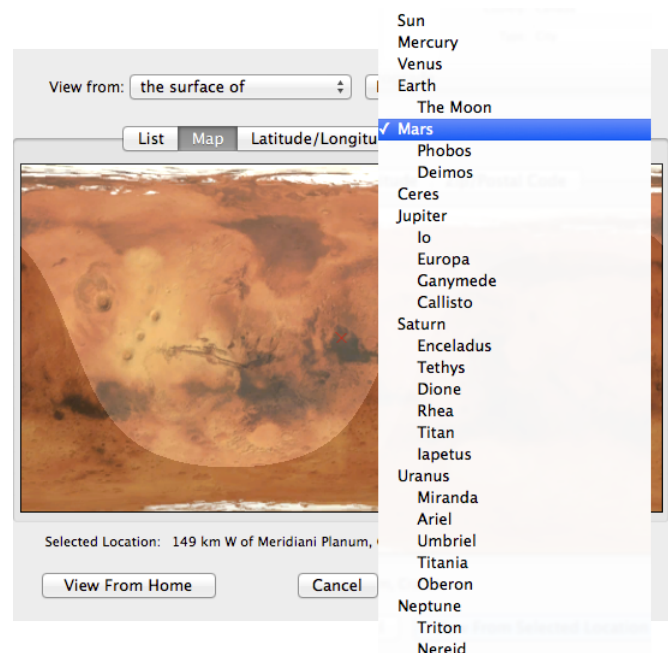 View from: the surface of
List Map Latitude/Longitu
Sun
Mercury
Venus
Earth
The Moon
✓ Mars
Phobos
Deimos
Ceres
Jupiter
Io
Europa
Ganymede
Callisto
Saturn
Enceladus
Tethys
Dione
Rhea
Titan
Iapetus
Uranus
Miranda
Ariel
Umbriel
Titania
Oberon
Neptune
Triton
Nereid
Selected Location: 149 km W of Meridiani Planum,
View From Home Cancel